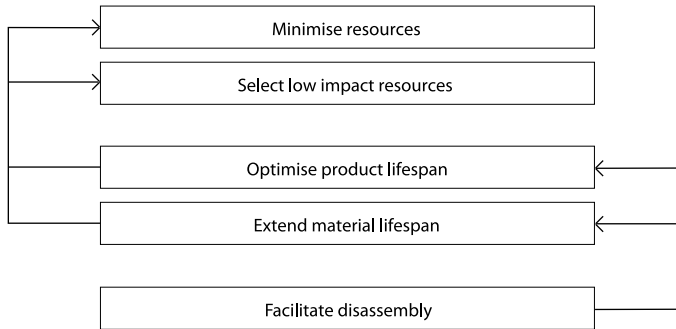 Minimise resources
Select low impact resources
Optimise product lifespan
Extend material lifespan
Facilitate disassembly